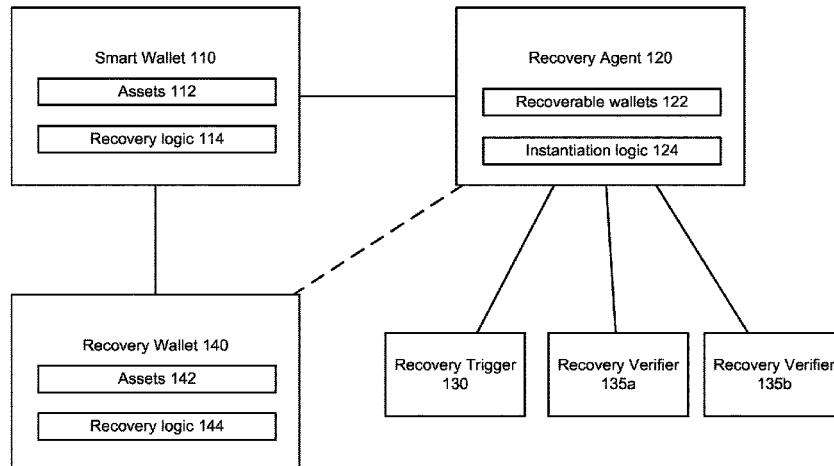 Smart Wallet 110
Assets 112
Recovery logic 114
Recovery Agent 120
Recoverable wallets 122
Instantiation logic 124
Recovery Wallet 140
Assets 142
Recovery logic 144
Recovery Trigger
130
Recovery Verifier
135a
Recovery Verifier
135b